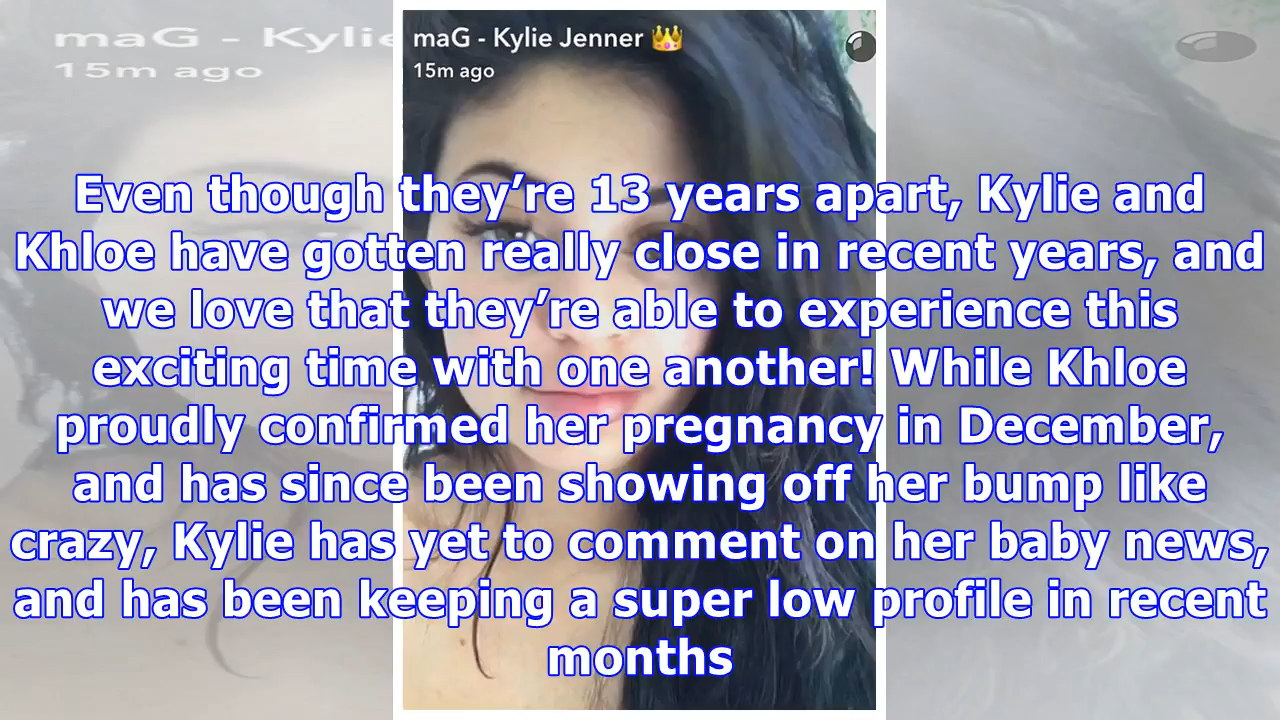 maG - Kylie
15m ago
maG - Kylie Jenner 👑
15m ago
Even though they’re 13 years apart, Kylie and
Khloe have gotten really close in recent years, and
we love that they’re able to experience this
exciting time with one another! While Khloe
proudly confirmed her pregnancy in December,
and has since been showing off her bump like
crazy, Kylie has yet to comment on her baby news,
and has been keeping a super low profile in recent
months